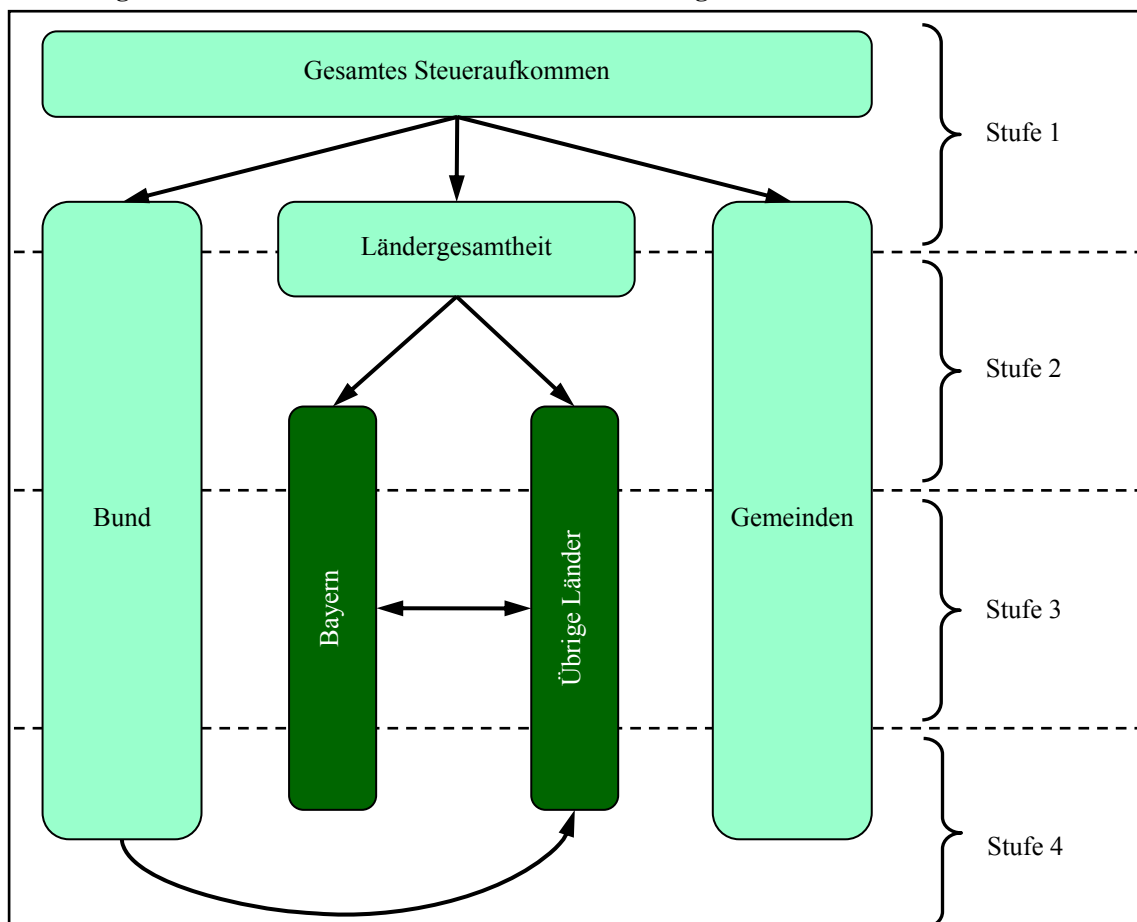 Gesamtes Steueraufkommen
Stufe 1
Ländergesamtheit
Stufe 2
Bund
Bayern
Übrige Länder
Gemeinden
Stufe 3
Stufe 4